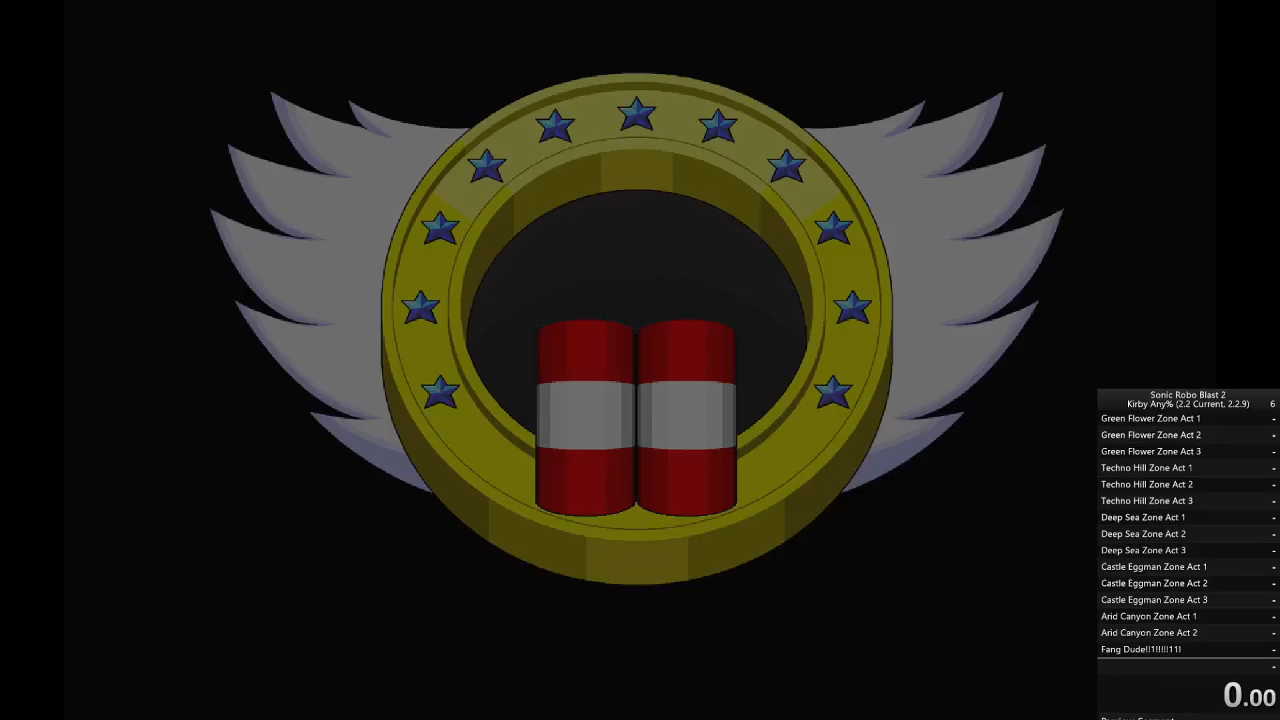 Sonic Robo Blast 2
Kirby Any% (2.2 Current, 2.2.9) 6
Green Flower Zone Act 1 -
Green Flower Zone Act 2 -
Green Flower Zone Act 3 -
Techno Hill Zone Act 1 -
Techno Hill Zone Act 2 -
Techno Hill Zone Act 3 -
Deep Sea Zone Act 1 -
Deep Sea Zone Act 2 -
Deep Sea Zone Act 3 -
Castle Eggman Zone Act 1 -
Castle Eggman Zone Act 2 -
Castle Eggman Zone Act 3 -
Arid Canyon Zone Act 1 -
Arid Canyon Zone Act 2 -
Fang Dude!!1!!!!!11! -
-
0.00
Previous Segment